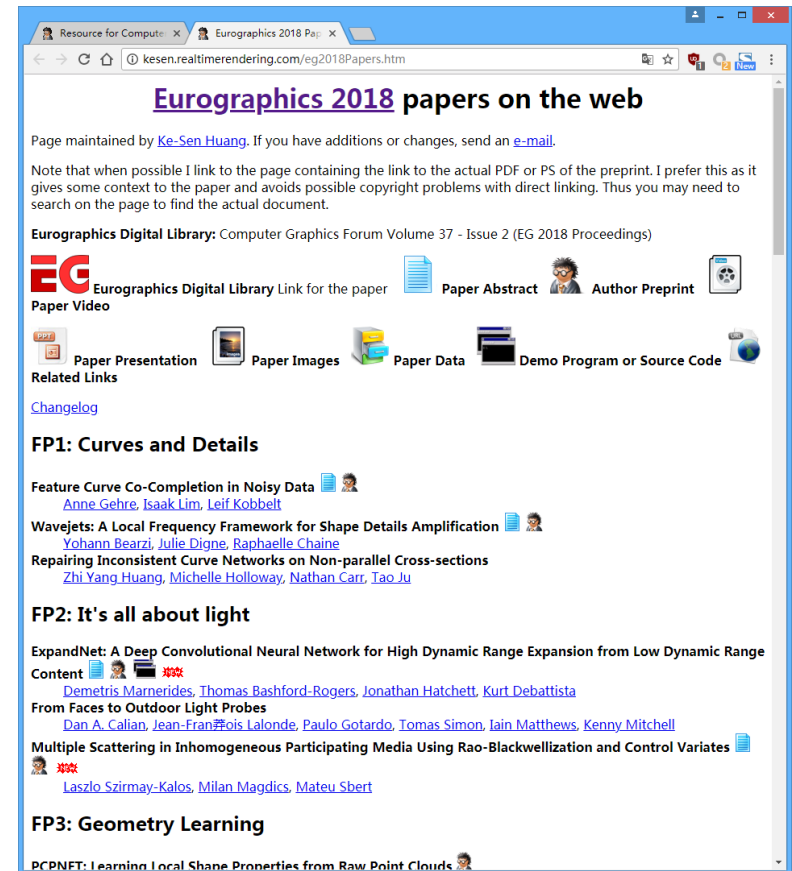 Resource for Compute
Eurographics 2018 Pap
kesen.realtimerendering.com/eg2018Papers.htm
1
2
New
Eurographics 2018 papers on the web
Page maintained by Ke-Sen Huang. If you have additions or changes, send an e-mail.
Note that when possible I link to the page containing the link to the actual PDF or PS of the preprint. I prefer this as it
gives some context to the paper and avoids possible copyright problems with direct linking. Thus you may need to
search on the page to find the actual document.
Eurographics Digital Library: Computer Graphics Forum Volume 37 - Issue 2 (EG 2018 Proceedings)
EG Eurographics Digital Library Link for the paper Paper Abstract Author Preprint
Paper Video
PPT Paper Presentation Paper Images Paper Data Demo Program or Source Code
Related Links
Changelog
FP1: Curves and Details
Feature Curve Co-Completion in Noisy Data
Anne Gehre, Isaak Lim, Leif Kobbelt
Wavejets: A Local Frequency Framework for Shape Details Amplification
Yohann Bearzi, Julie Digne, Raphaelle Chaine
Repairing Inconsistent Curve Networks on Non-parallel Cross-sections
Zhi Yang Huang, Michelle Holloway, Nathan Carr, Tao Ju
FP2: It's all about light
ExpandNet: A Deep Convolutional Neural Network for High Dynamic Range Expansion from Low Dynamic Range
Content
Demetris Marnerides, Thomas Bashford-Rogers, Jonathan Hatchett, Kurt Debattista
From Faces to Outdoor Light Probes
Dan A. Calian, Jean-Fran莽ois Lalonde, Paulo Gotardo, Tomas Simon, Iain Matthews, Kenny Mitchell
Multiple Scattering in Inhomogeneous Participating Media Using Rao-Blackwellization and Control Variates
Laszlo Szirmay-Kalos, Milan Magdics, Mateu Sbert
FP3: Geometry Learning
PCPNET: Learning Local Shape Properties from Raw Point Clouds